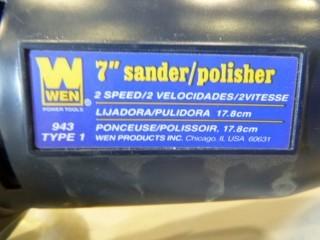 W
WEN®
POWER TOOLS
943
TYPE 1
7" sander/polisher
2 SPEED/2 VELOCIDADES/2VITESSE
LIJADORA/PULIDORA 17.8cm
PONCEUSE/POLISSOIR, 17.8cm
WEN PRODUCTS INC. Chicago, IL USA 60631